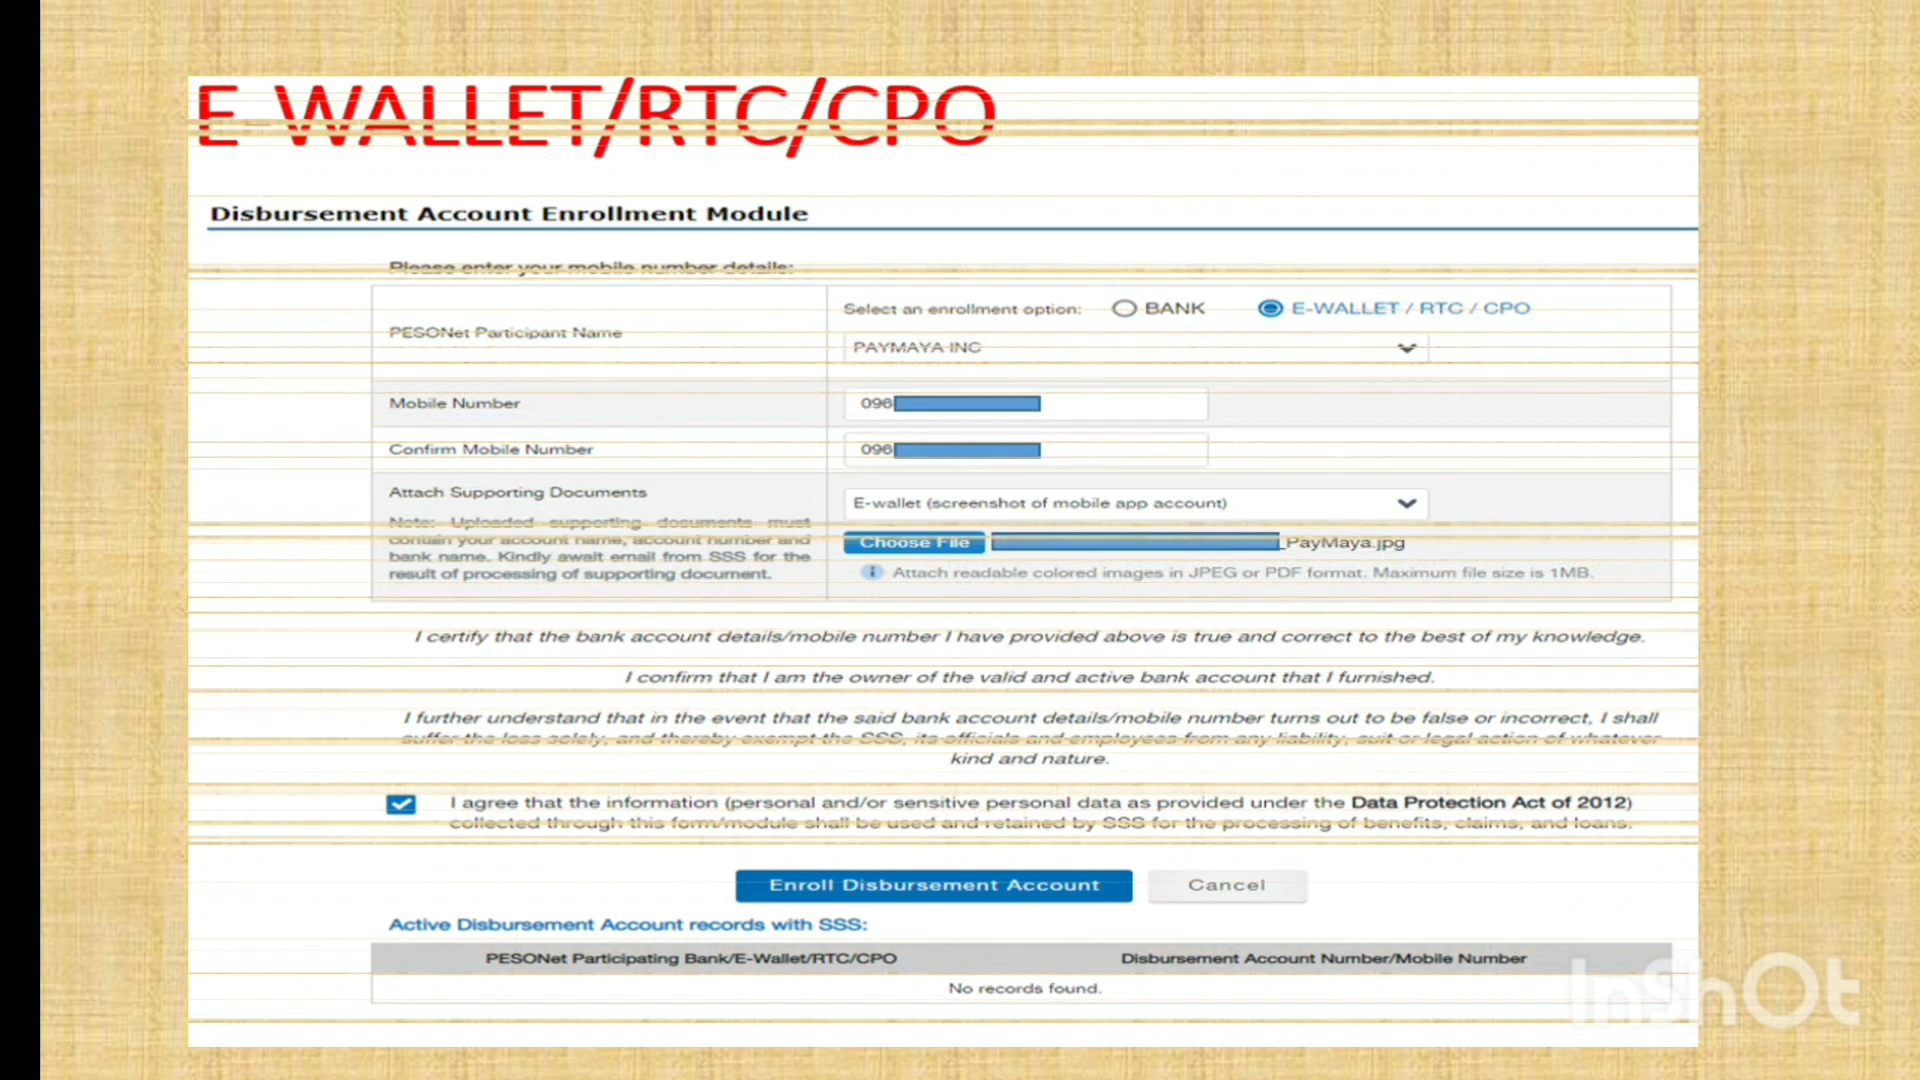 E-WALLET/RTC/CPO
Disbursement Account Enrollment Module
Please enter your mobile number details:
Select an enrollment option: BANK E-WALLET / RTC / CPO
PESONet Participant Name
PAYMAYA INC
Mobile Number 096
Confirm Mobile Number 096
Attach Supporting Documents
E-wallet (screenshot of mobile app account)
Note: Uploaded supporting documents must
contain your account name, account number and
bank name. Kindly await email from SSS for the
result of processing of supporting document.
Choose File _PayMaya.jpg
Attach readable colored images in JPEG or PDF format. Maximum file size is 1MB.
I certify that the bank account details/mobile number I have provided above is true and correct to the best of my knowledge.
I confirm that I am the owner of the valid and active bank account that I furnished.
I further understand that in the event that the said bank account details/mobile number turns out to be false or incorrect, I shall
suffer the loss solely, and thereby exempt the SSS, its officials and employees from any liability, suit or legal action of whatever
kind and nature.
I agree that the information (personal and/or sensitive personal data as provided under the Data Protection Act of 2012)
collected through this form/module shall be used and retained by SSS for the processing of benefits, claims, and loans.
Enroll Disbursement Account Cancel
Active Disbursement Account records with SSS:
PESONet Participating Bank/E-Wallet/RTC/CPO Disbursement Account Number/Mobile Number
No records found.
InShOt